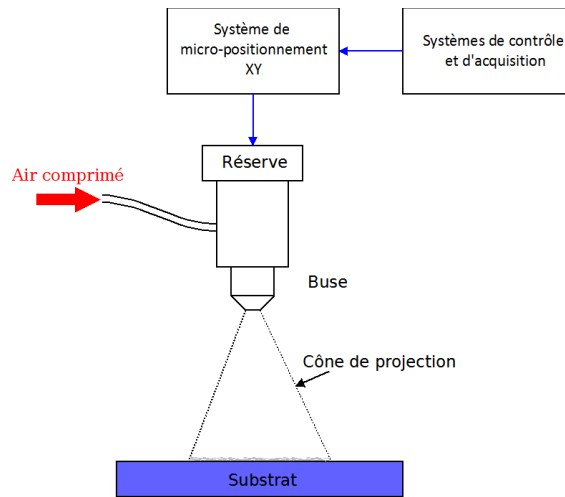 Système de
micro-positionnement
XY
Systèmes de contrôle
et d'acquisition
Réserve
Air comprimé
Buse
Cône de projection
Substrat